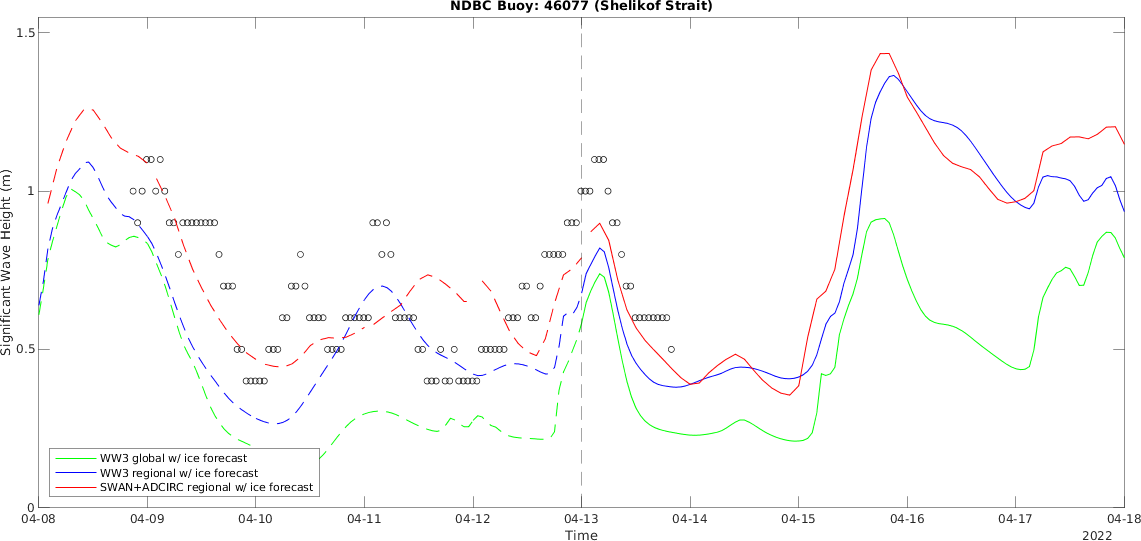 NDBC Buoy: 46077 (Shelikof Strait)
1.5
1
0.5
0
Significant Wave Height (m)
WW3 global w/ ice forecast
WW3 regional w/ ice forecast
SWAN+ADCIRC regional w/ ice forecast
04-08 04-09 04-10 04-11 04-12 04-13 04-14 04-15 04-16 04-17 04-18
Time
2022